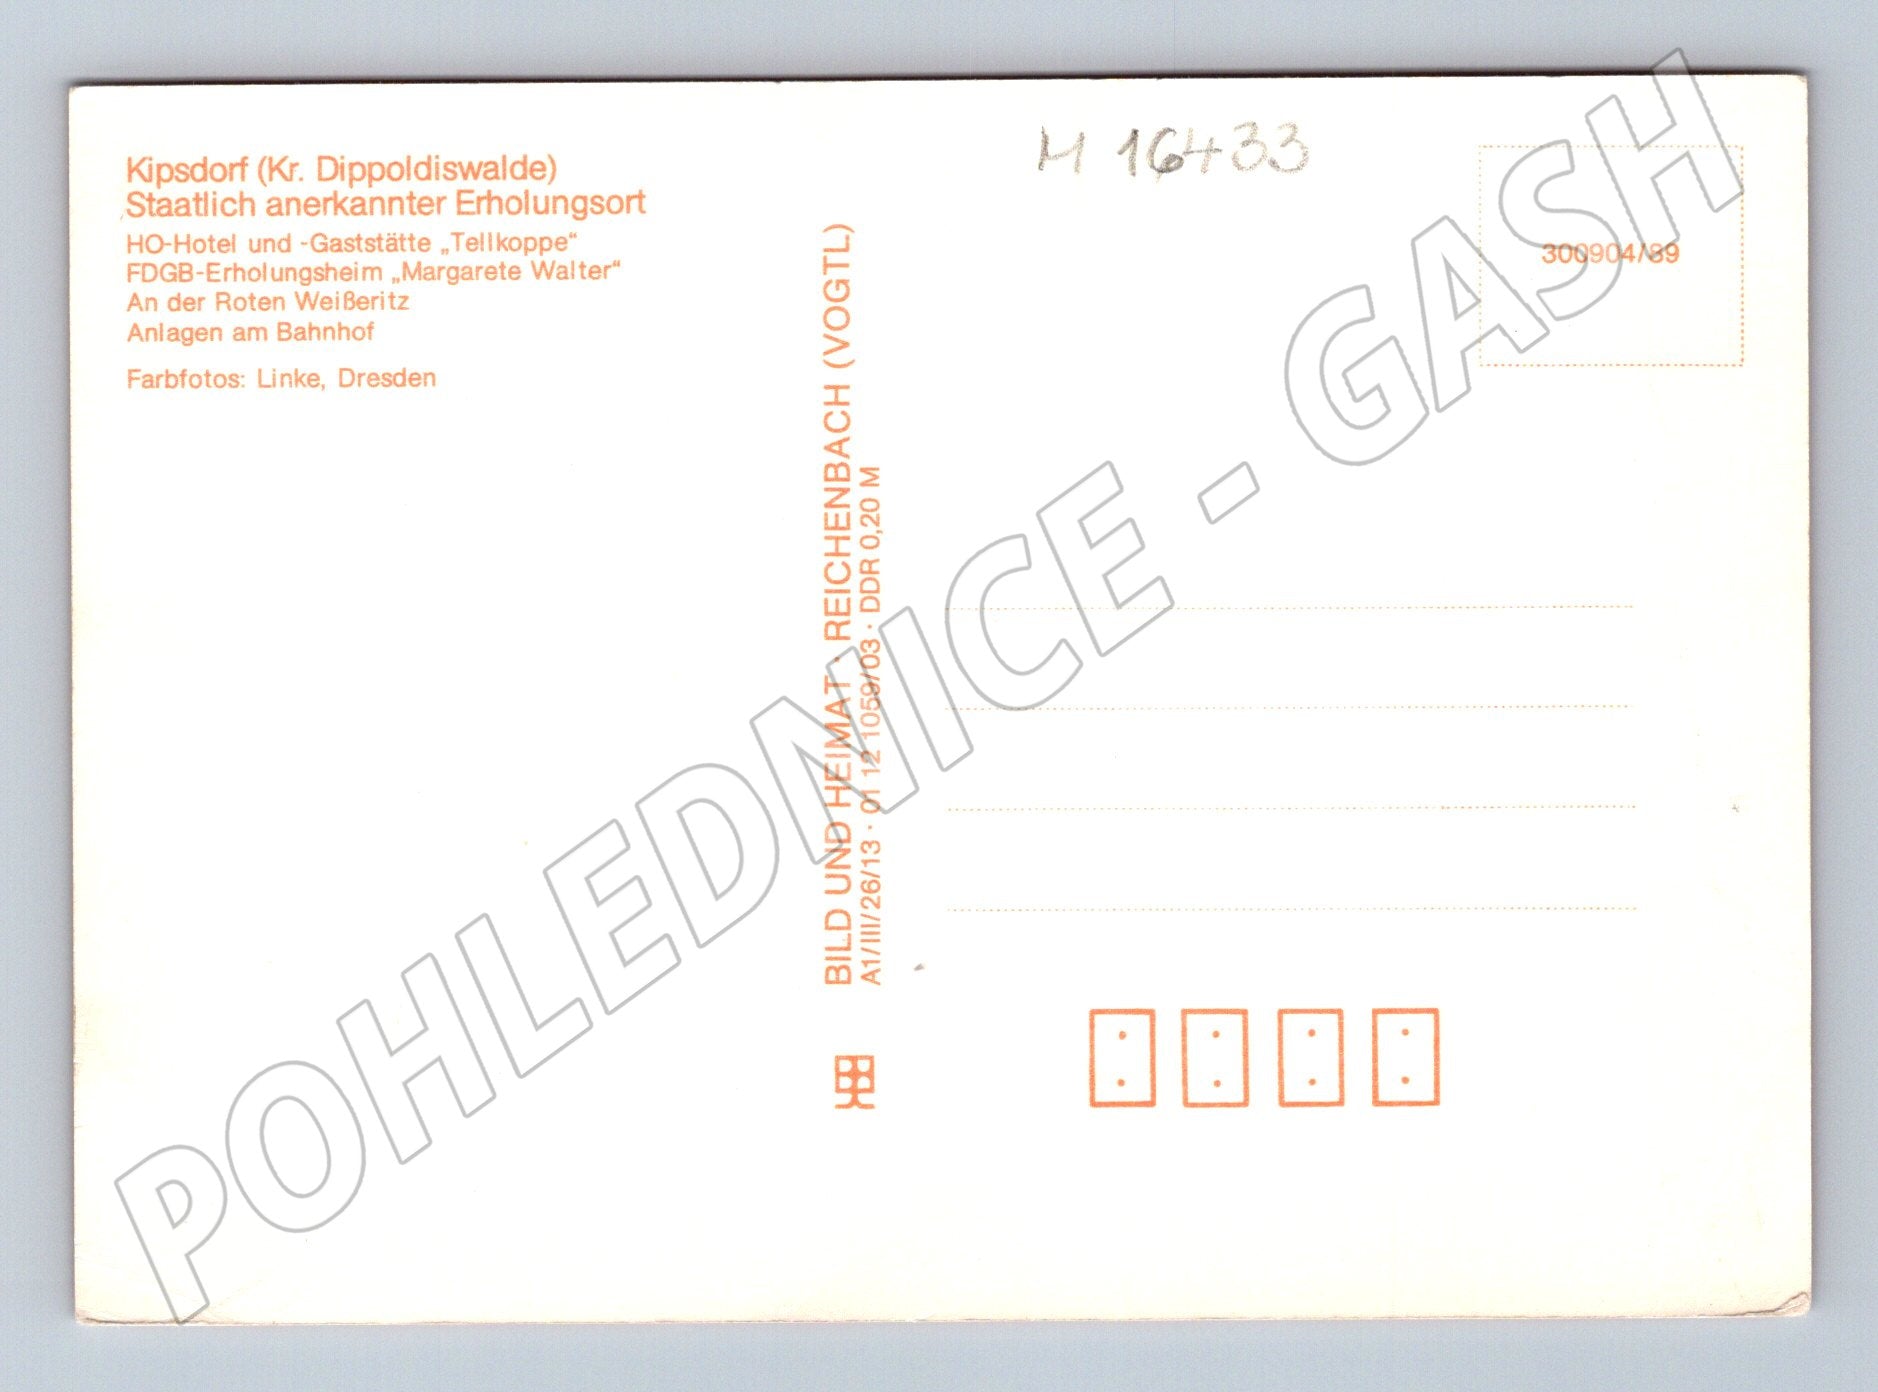 Kipsdorf (Kr. Dippoldiswalde)
Staatlich anerkannter Erholungsort
HO-Hotel und -Gaststätte „Tellkoppe“
FDGB-Erholungsheim „Margarete Walter“
An der Roten Weißeritz
Anlagen am Bahnhof
Farbfotos: Linke, Dresden
BILD UND HEIMAT · REICHENBACH (VOGTL)
A1/III/26/13 · 01 12 1059/03 · DDR 0,20 M
M 16433
300904/89
POHLEDNICE - GASH